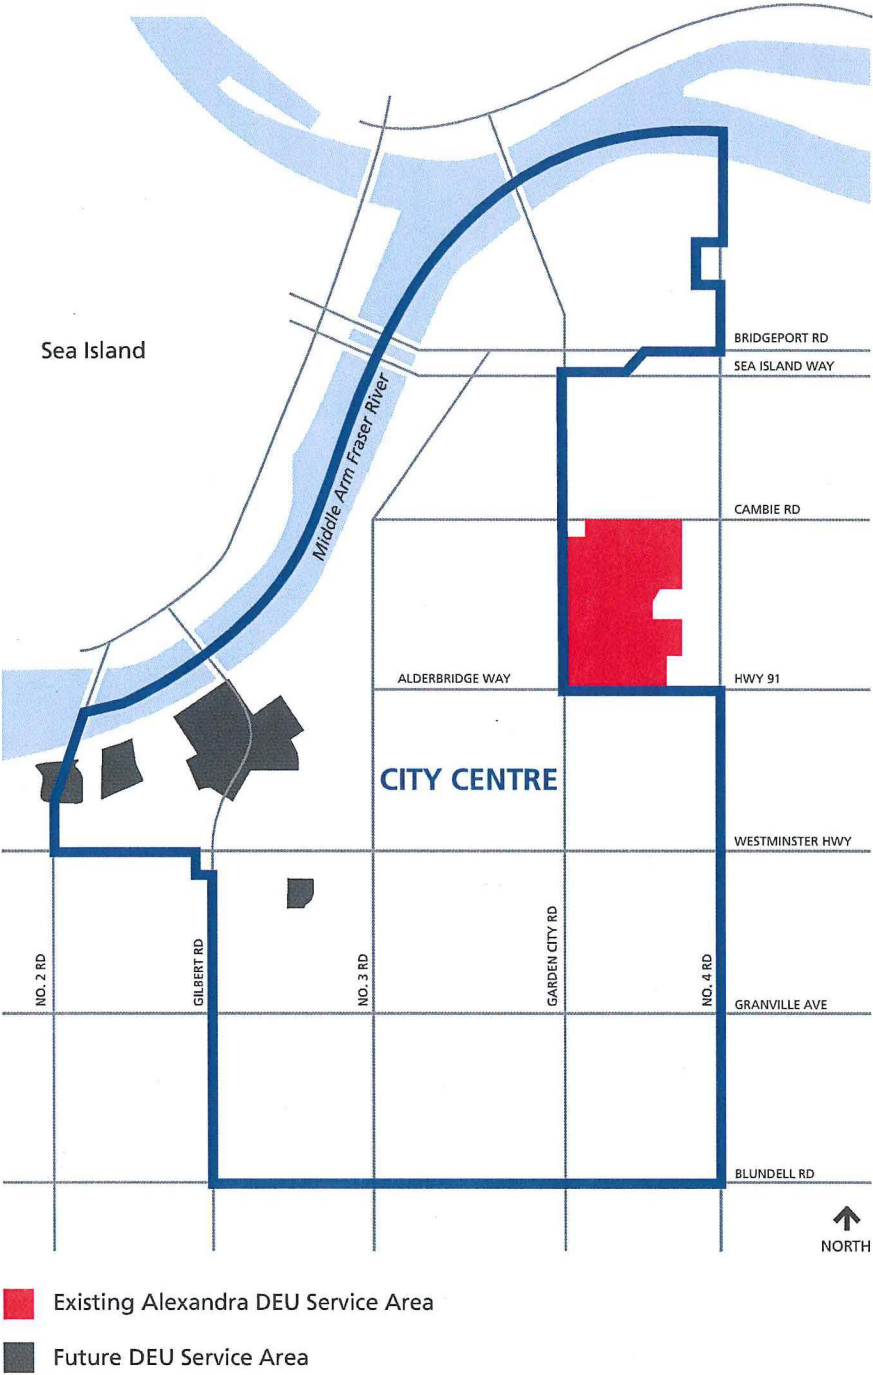 BRIDGEPORT RD
Sea Island
SEA ISLAND WAY
Middle Arm Fraser River
CAMBIE RD
ALDERBRIDGE WAY
HWY 91
CITY CENTRE
WESTMINSTER HWY
NO. 2 RD
GILBERT RD
NO. 3 RD
GARDEN CITY RD
NO. 4 RD
GRANVILLE AVE
BLUNDELL RD
NORTH
Existing Alexandra DEU Service Area
Future DEU Service Area